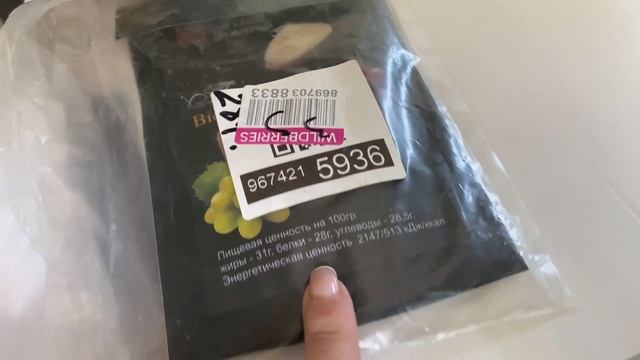 869703 8833
WILDBERRIES
967421 5936
Пищевая ценность на 100гр
жиры - 31г, белки - 28г, углеводы - 28,5г.
Энергетическая ценность 2147/513 кДж/ккал